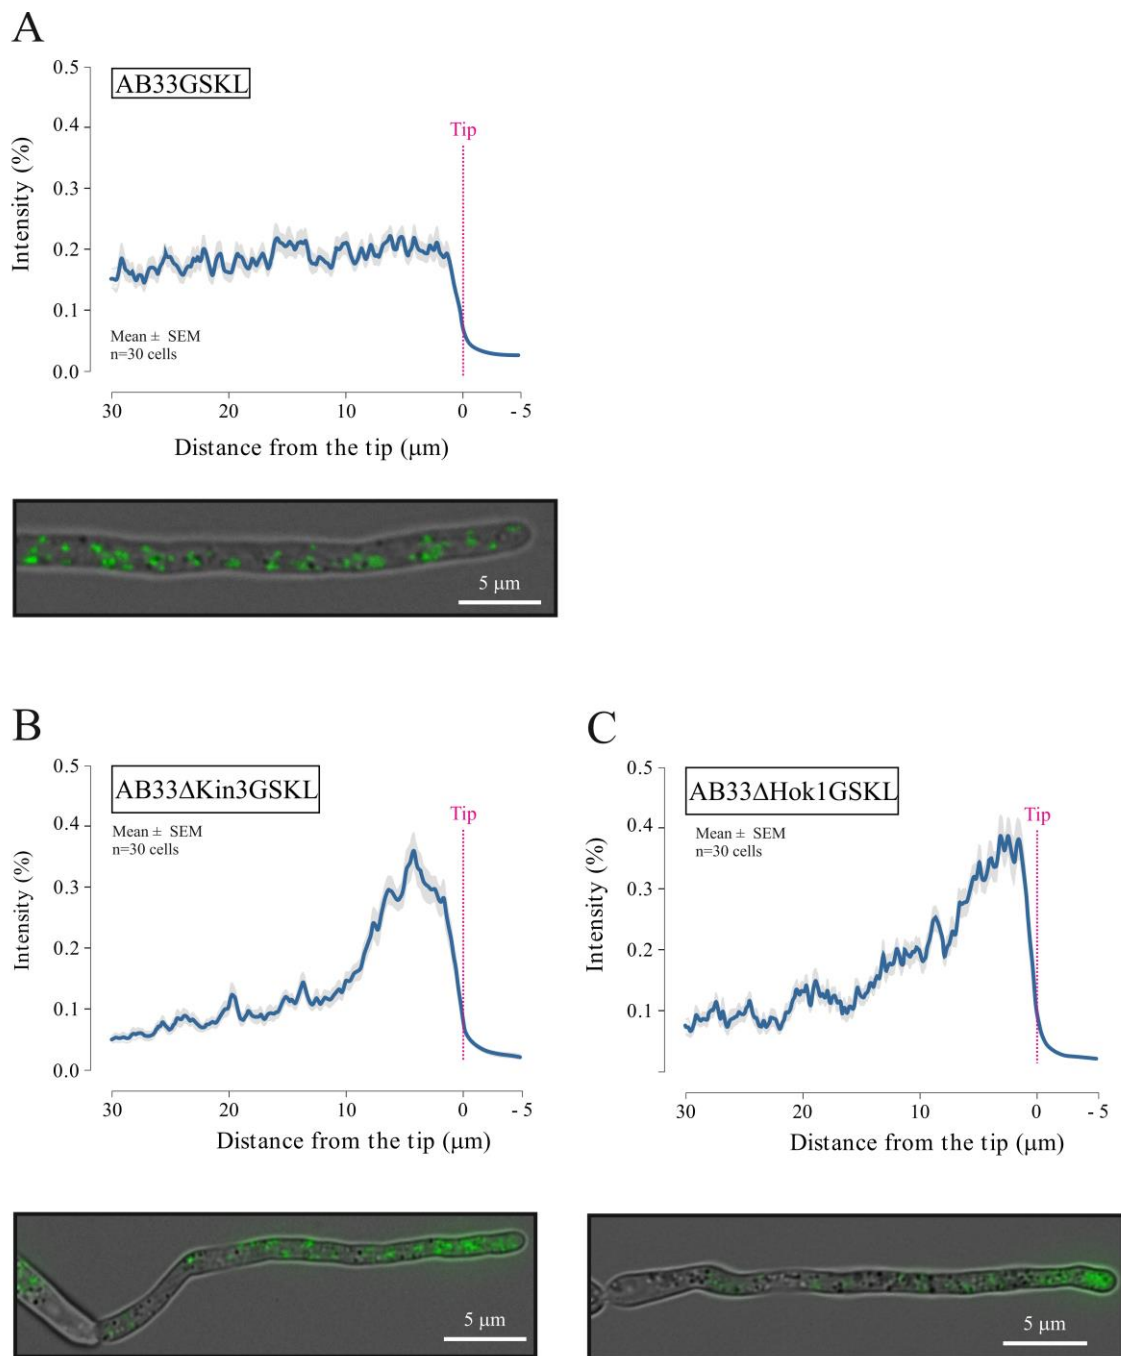 A
0.5
AB33GSKL
0.4
Tip
0.3
Intensity (%)
0.2
0.1
Mean ± SEM
n=30 cells
0.0
30 20 10 0 - 5
Distance from the tip (μm)
5 μm
B
0.5
AB33ΔKin3GSKL
Mean ± SEM
n=30 cells
Tip
0.4
0.3
Intensity (%)
0.2
0.1
0.0
30 20 10 0 - 5
Distance from the tip (μm)
5 μm
C
0.5
AB33ΔHok1GSKL
Mean ± SEM
n=30 cells
Tip
0.4
0.3
Intensity (%)
0.2
0.1
30 20 10 0 - 5
Distance from the tip (μm)
5 μm